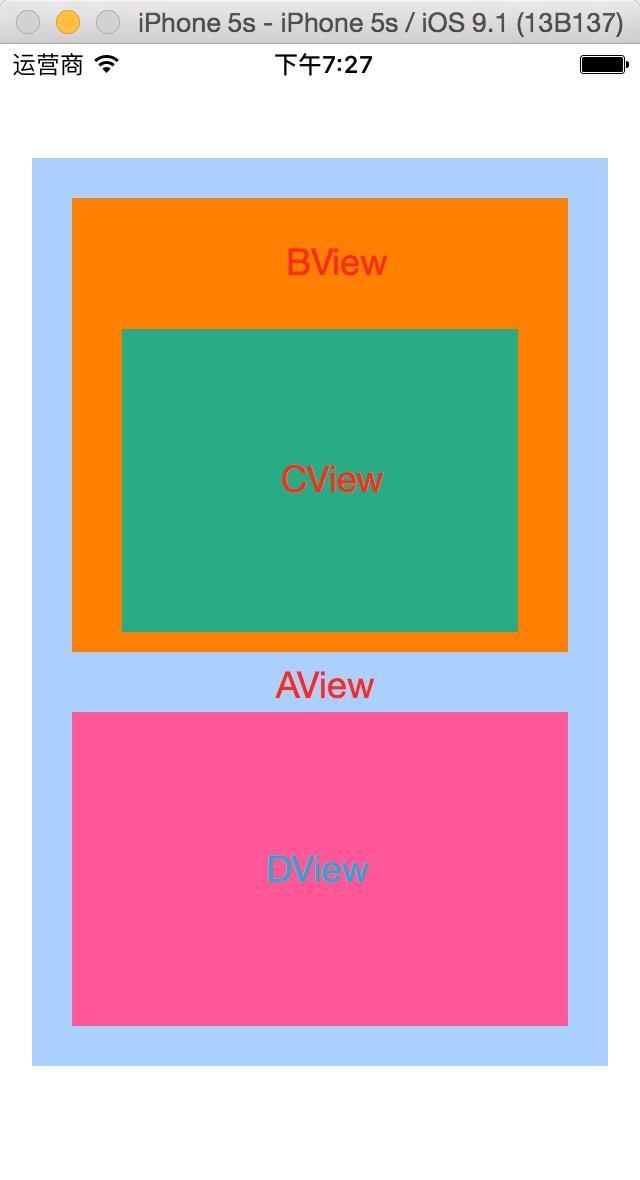 iPhone 5s - iPhone 5s / iOS 9.1 (13B137)
运营商 下午7:27
BView
CView
AView
DView